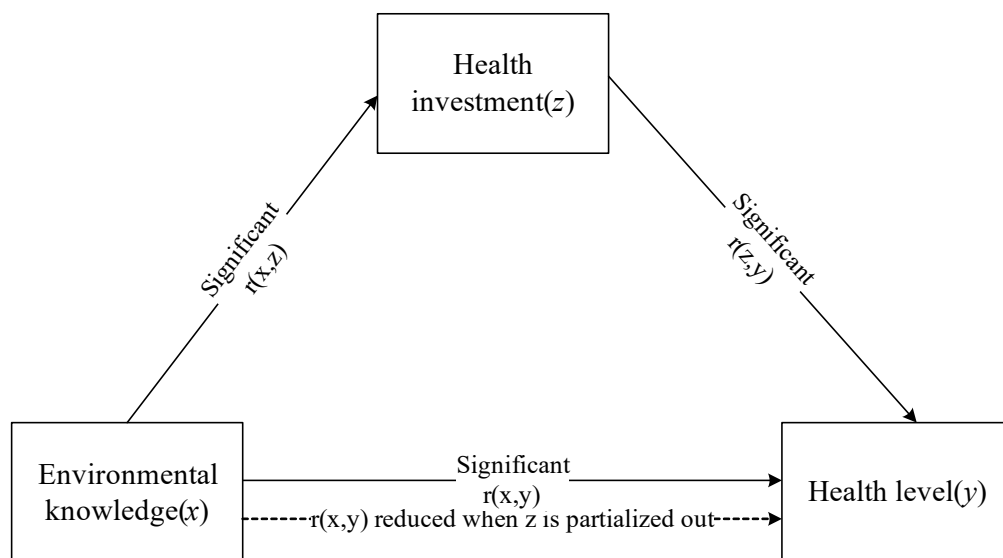 Health
investment(z)
Significant
r(x,z)
Significant
r(z,y)
Environmental
knowledge(x)
Significant
r(x,y)
r(x,y) reduced when z is partialized out
Health level(y)